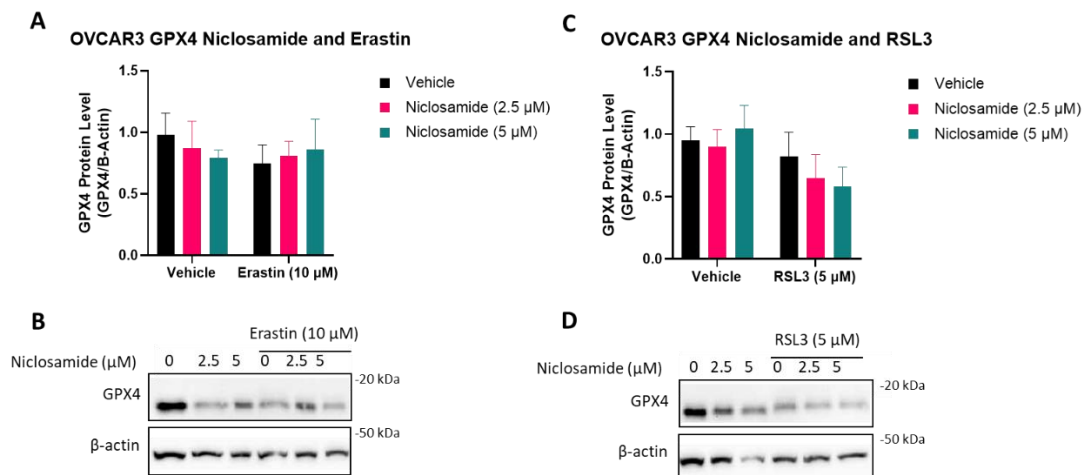 A
OVCAR3 GPX4 Niclosamide and Erastin
GPX4 Protein Level
(GPX4/B-Actin)
1.5
1.0
0.5
0.0
Vehicle
Erastin (10 µM)
Vehicle
Niclosamide (2.5 µM)
Niclosamide (5 µM)
B
Erastin (10 µM)
Niclosamide (µM)
0 2.5 5 0 2.5 5
GPX4
-20 kDa
β-actin
-50 kDa
C
OVCAR3 GPX4 Niclosamide and RSL3
GPX4 Protein Level
(GPX4/B-Actin)
1.5
1.0
0.5
0.0
Vehicle
RSL3 (5 µM)
Vehicle
Niclosamide (2.5 µM)
Niclosamide (5 µM)
D
RSL3 (5 µM)
Niclosamide (µM)
0 2.5 5 0 2.5 5
GPX4
-20 kDa
β-actin
-50 kDa